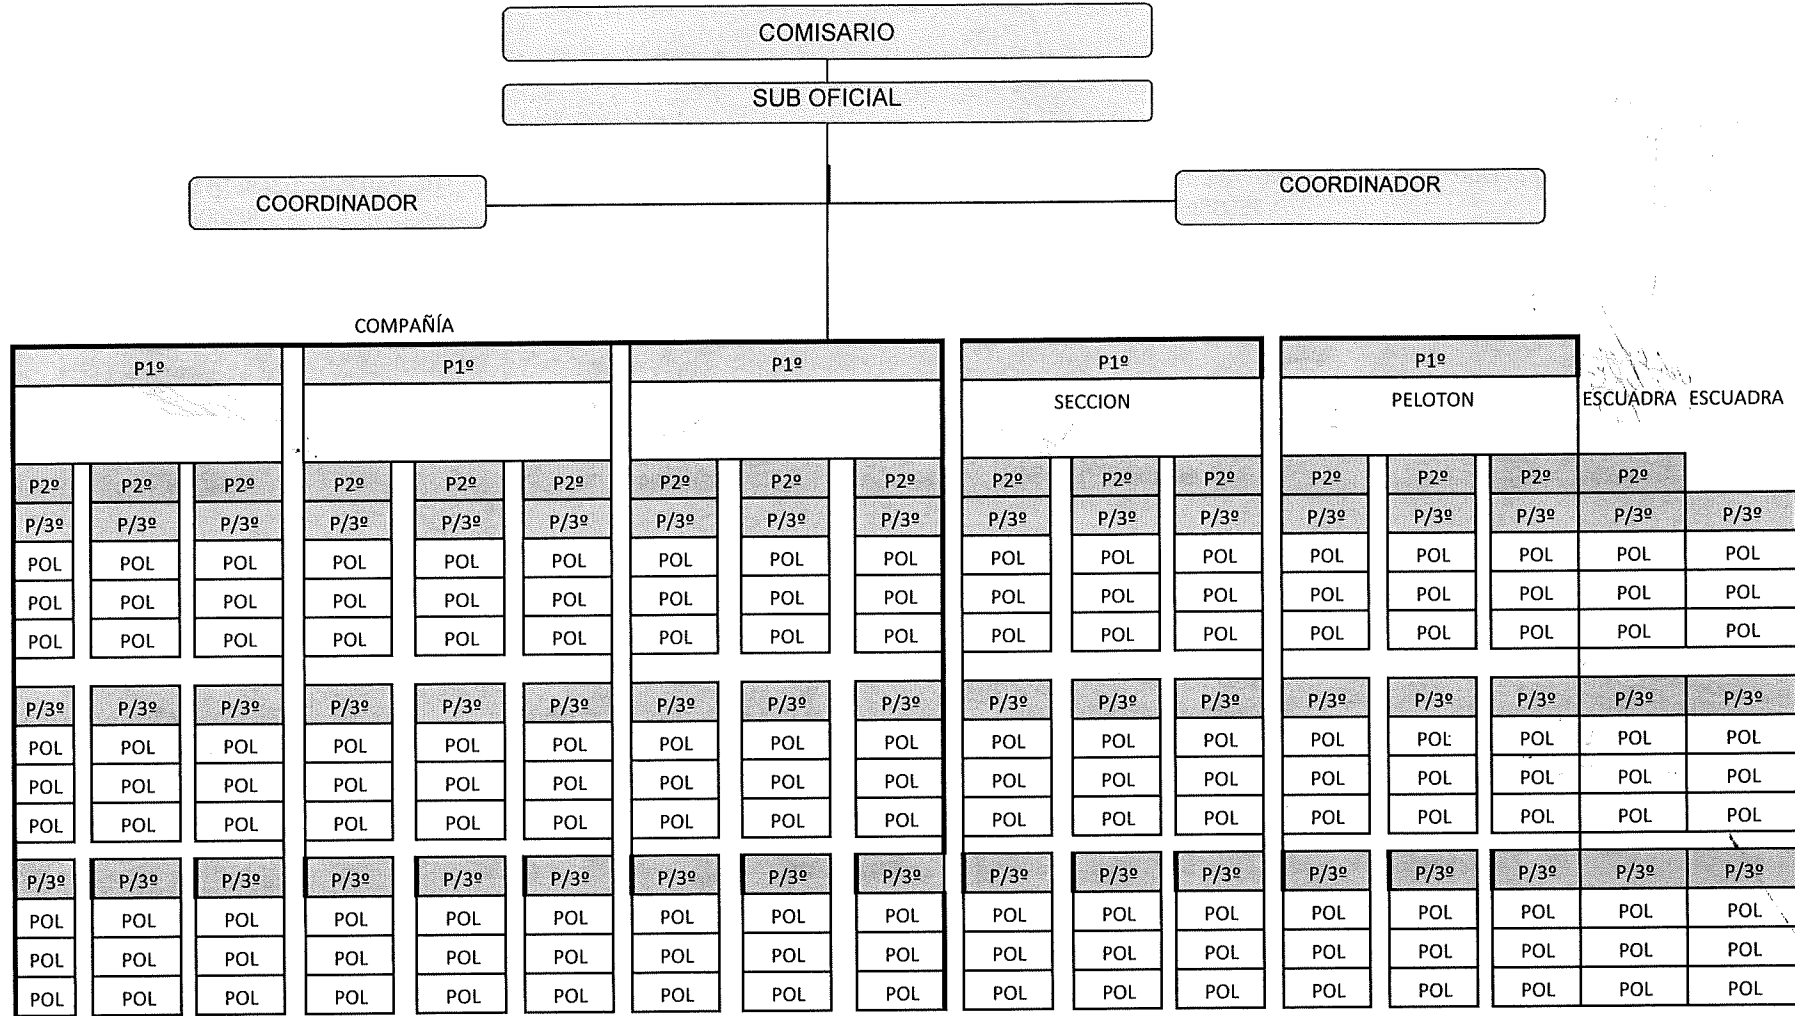 COMISARIO
SUB OFICIAL
COORDINADOR COORDINADOR
COMPAÑÍA
P1º P1º P1º P1º P1º
SECCION PELOTON ESCUADRA ESCUADRA
P2º P2º P2º P2º P2º P2º P2º P2º P2º P2º P2º P2º P2º P2º P2º P2º
P/3º P/3º P/3º P/3º P/3º P/3º P/3º P/3º P/3º P/3º P/3º P/3º P/3º P/3º P/3º P/3º P/3º
POL POL POL POL POL POL POL POL POL POL POL POL POL POL POL POL POL
POL POL POL POL POL POL POL POL POL POL POL POL POL POL POL POL POL
POL POL POL POL POL POL POL POL POL POL POL POL POL POL POL POL POL
P/3º P/3º P/3º P/3º P/3º P/3º P/3º P/3º P/3º P/3º P/3º P/3º P/3º P/3º P/3º P/3º P/3º
POL POL POL POL POL POL POL POL POL POL POL POL POL POL POL POL POL
POL POL POL POL POL POL POL POL POL POL POL POL POL POL POL POL POL
POL POL POL POL POL POL POL POL POL POL POL POL POL POL POL POL POL
P/3º P/3º P/3º P/3º P/3º P/3º P/3º P/3º P/3º P/3º P/3º P/3º P/3º P/3º P/3º P/3º P/3º
POL POL POL POL POL POL POL POL POL POL POL POL POL POL POL POL POL
POL POL POL POL POL POL POL POL POL POL POL POL POL POL POL POL POL
POL POL POL POL POL POL POL POL POL POL POL POL POL POL POL POL POL